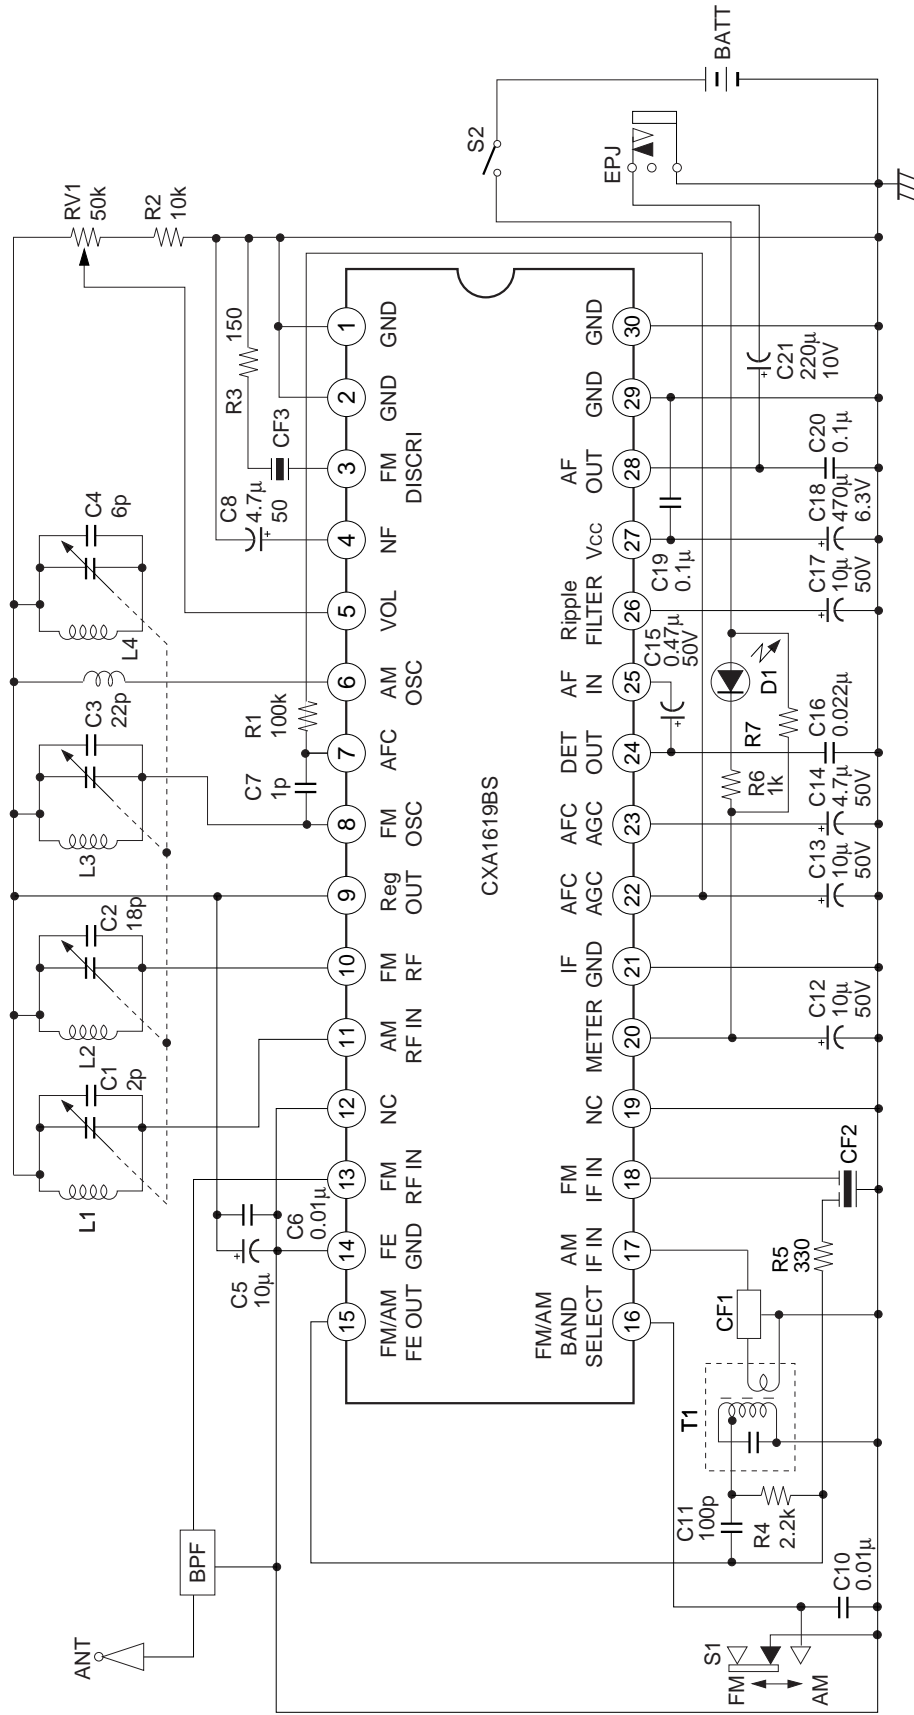 ANT
BPF
L1
C1
2p
L2
C2
18p
L3
C3
22p
L4
C4
6p
RV1
50k
R2
10k
C5
10µ
C6
0.01µ
C7
1p
R1
100k
C8
4.7µ
50
CF3
R3
150
15
14
13
12
11
10
9
8
7
6
5
4
3
2
1
FM/AM
FE OUT
FE
GND
FM
RF IN
NC
AM
RF IN
FM
RF
Reg
OUT
FM
OSC
AFC
AM
OSC
VOL
NF
FM
DISCRI
GND
GND
CXA1619BS
FM/AM
BAND
SELECT
AM
IF IN
FM
IF IN
NC
METER
IF
GND
AFC
AGC
AFC
AGC
DET
OUT
AF
IN
Ripple
FILTER
Vcc
AF
OUT
GND
GND
16
17
18
19
20
21
22
23
24
25
26
27
28
29
30
S2
EPJ
BATT
C15
0.47µ
50V
C19
0.1µ
C21
220µ
10V
T1
CF1
C11
100p
R4
2.2k
R5
330
CF2
R6
1k
R7
D1
S1
FM
AM
C10
0.01µ
C12
10µ
50V
C13
10µ
50V
C14
4.7µ
50V
C16
0.022µ
C17
10µ
50V
C18
470µ
6.3V
C20
0.1µ